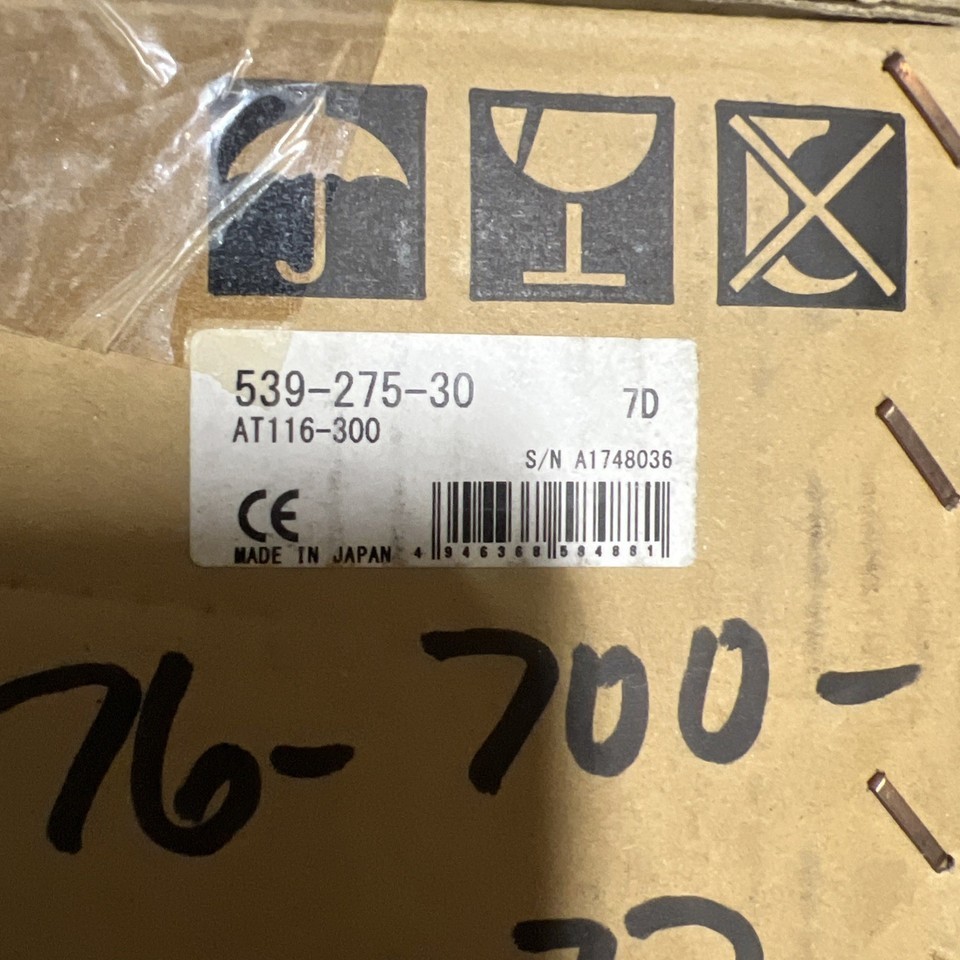 539-275-30 7D
AT116-300
S/N A1748036
CE
MADE IN JAPAN 4 946368 584881
76-700-